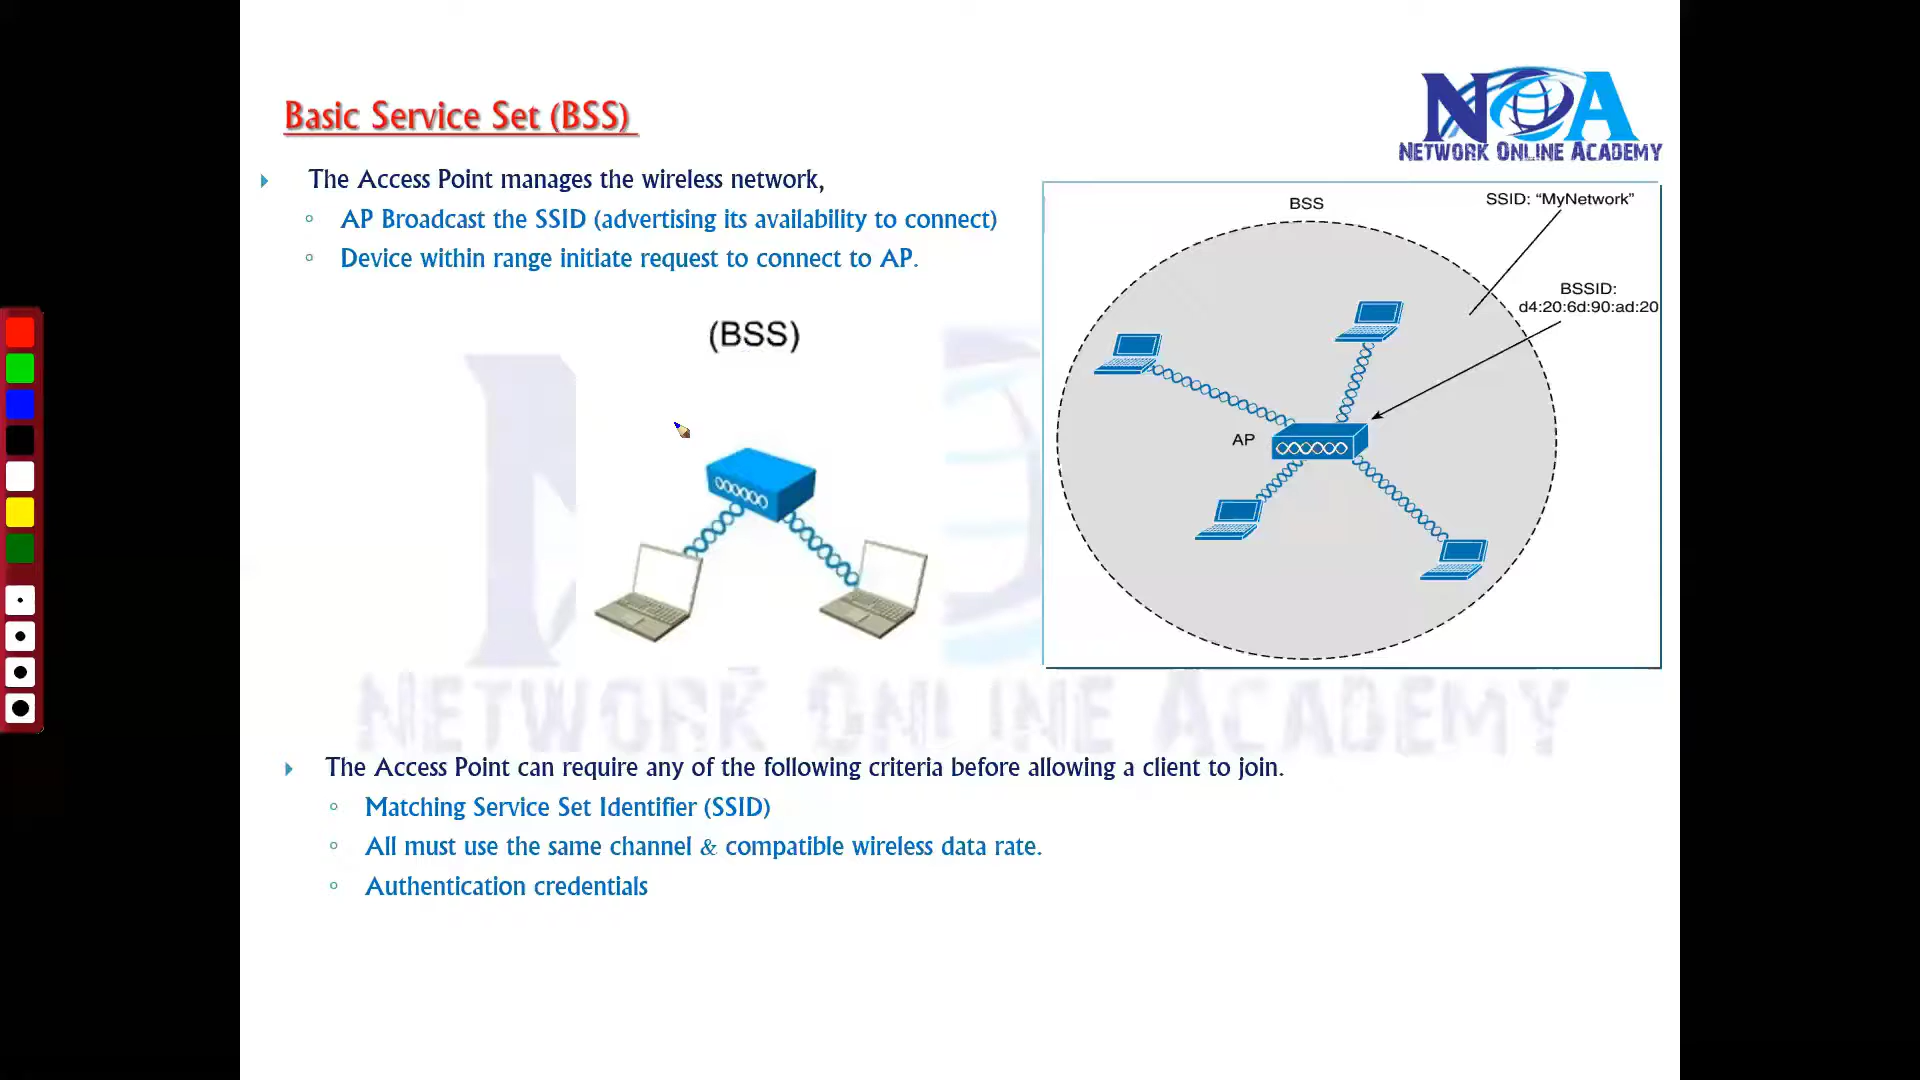 Basic Service Set (BSS)
NOA
NETWORK ONLINE ACADEMY
The Access Point manages the wireless network,
AP Broadcast the SSID (advertising its availability to connect)
Device within range initiate request to connect to AP.
(BSS)
BSS
SSID: “MyNetwork”
BSSID:
d4:20:6d:90:ad:20
AP
NETWORK ONLINE ACADEMY
The Access Point can require any of the following criteria before allowing a client to join.
Matching Service Set Identifier (SSID)
All must use the same channel & compatible wireless data rate.
Authentication credentials